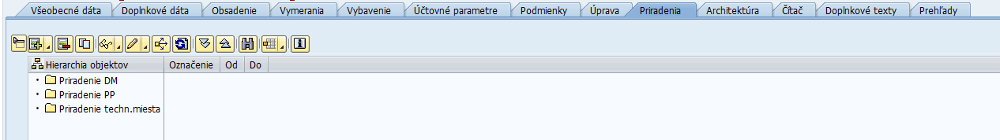 Všeobecné dáta Doplnkové dáta Obsadenie Vymerania Vybavenie Účtovné parametre Podmienky Úprava Priradenia Architektúra Čítač Doplnkové texty Prehľady
Hierarchia objektov Označenie Od Do
Priradenie DM
Priradenie PP
Priradenie techn.miesta